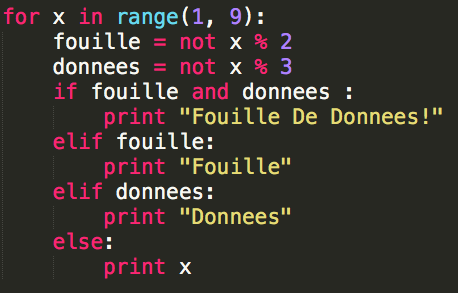 for x in range(1, 9):
    fouille = not x % 2
    donnees = not x % 3
    if fouille and donnees :
        print "Fouille De Donnees!"
    elif fouille:
        print "Fouille"
    elif donnees:
        print "Donnees"
    else:
        print x